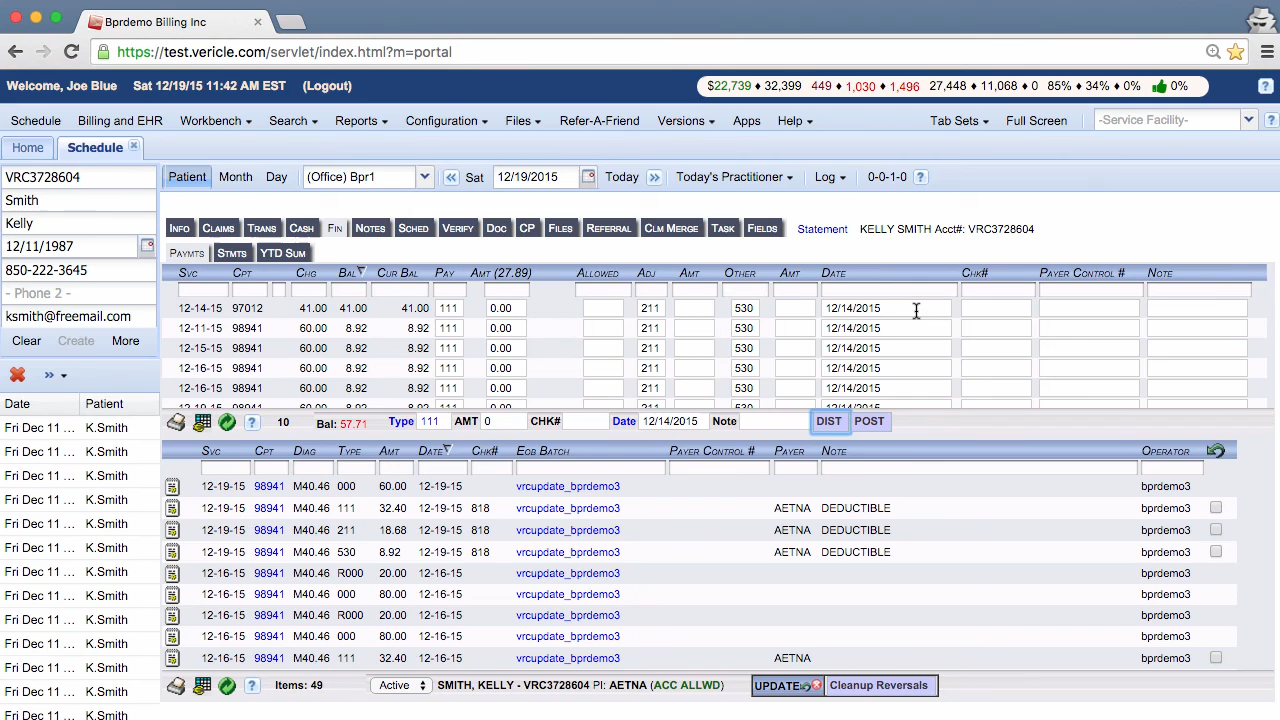 Bprdemo Billing Inc
https://test.vericle.com/servlet/index.html?m=portal
Welcome, Joe Blue Sat 12/19/15 11:42 AM EST (Logout) $22,739 ♦ 32,399 449 ♦ 1,030 ♦ 1,496 27,448 ♦ 11,068 ♦ 0 85% ♦ 34% ♦ 0% 0% ?
Schedule Billing and EHR Workbench Search Reports Configuration Files Refer-A-Friend Versions Apps Help Tab Sets Full Screen -Service Facility- ?
Home Schedule
VRC3728604
Smith
Kelly
12/11/1987
850-222-3645
- Phone 2 -
ksmith@freemail.com
Clear Create More
»
Date Patient
Fri Dec 11 ... K.Smith
Fri Dec 11 ... K.Smith
Fri Dec 11 ... K.Smith
Fri Dec 11 ... K.Smith
Fri Dec 11 ... K.Smith
Fri Dec 11 ... K.Smith
Fri Dec 11 ... K.Smith
Fri Dec 11 ... K.Smith
Fri Dec 11 ... K.Smith
Fri Dec 11 ... K.Smith
Fri Dec 11 ... K.Smith
Fri Dec 11 ... K.Smith
Fri Dec 11 ... K.Smith
Patient Month Day (Office) Bpr1 « Sat 12/19/2015 Today » Today's Practitioner Log 0-0-1-0 ?
INFO CLAIMS TRANS CASH FIN NOTES SCHED VERIFY DOC CP FILES REFERRAL CLM MERGE TASK FIELDS Statement KELLY SMITH Acct#: VRC3728604
PAYMTS STMTS YTD SUM
SVC CPT CHG BAL CUR BAL PAY AMT (27.89) ALLOWED ADJ AMT OTHER AMT DATE CHK# PAYER CONTROL # NOTE
12-14-15 97012 41.00 41.00 41.00 111 0.00 211 530 12/14/2015
12-11-15 98941 60.00 8.92 8.92 111 0.00 211 530 12/14/2015
12-15-15 98941 60.00 8.92 8.92 111 0.00 211 530 12/14/2015
12-16-15 98941 60.00 8.92 8.92 111 0.00 211 530 12/14/2015
12-16-15 98941 60.00 8.92 8.92 111 0.00 211 530 12/14/2015
12-19-15 98941 60.00 8.92 8.92 111 0.00 211 530 12/14/2015
? 10 Bal: 57.71 Type 111 AMT 0 CHK# Date 12/14/2015 Note DIST POST
SVC CPT DIAG TYPE AMT DATE CHK# EOB BATCH PAYER CONTROL # PAYER NOTE OPERATOR
12-19-15 98941 M40.46 000 60.00 12-19-15 vrcupdate_bprdemo3 bprdemo3
12-19-15 98941 M40.46 111 32.40 12-19-15 818 vrcupdate_bprdemo3 AETNA DEDUCTIBLE bprdemo3
12-19-15 98941 M40.46 211 18.68 12-19-15 818 vrcupdate_bprdemo3 AETNA DEDUCTIBLE bprdemo3
12-19-15 98941 M40.46 530 8.92 12-19-15 818 vrcupdate_bprdemo3 AETNA DEDUCTIBLE bprdemo3
12-16-15 98941 M40.46 R000 20.00 12-16-15 vrcupdate_bprdemo3 bprdemo3
12-16-15 98941 M40.46 000 80.00 12-16-15 vrcupdate_bprdemo3 bprdemo3
12-16-15 98941 M40.46 R000 20.00 12-16-15 vrcupdate_bprdemo3 bprdemo3
12-16-15 98941 M40.46 000 80.00 12-16-15 vrcupdate_bprdemo3 bprdemo3
12-16-15 98941 M40.46 111 32.40 12-16-15 vrcupdate_bprdemo3 AETNA bprdemo3
? Items: 49 Active SMITH, KELLY - VRC3728604 PI: AETNA (ACC ALLWD) UPDATE Cleanup Reversals